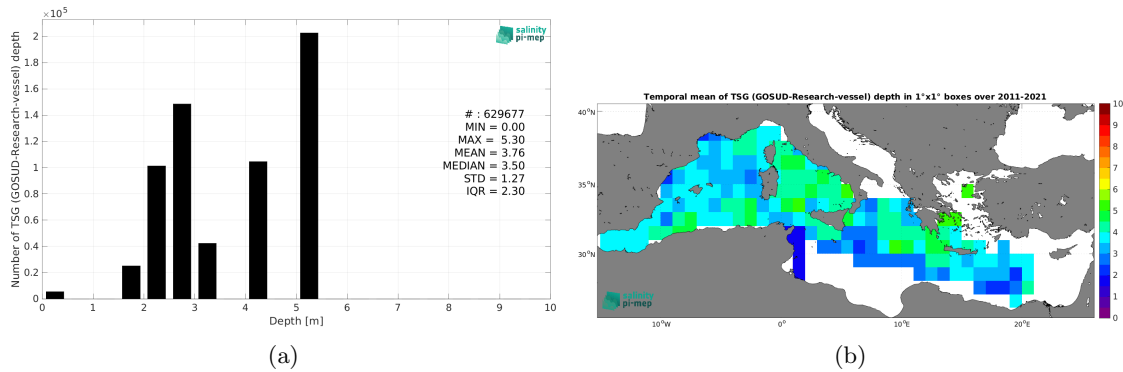 ×10⁵
2
1.8
1.6
1.4
1.2
1
0.8
0.6
0.4
0.2
0
Number of TSG (GOSUD-Research-vessel) depth
0 1 2 3 4 5 6 7 8 9 10
Depth [m]
salinity
pi-mep
# : 629677
MIN = 0.00
MAX = 5.30
MEAN = 3.76
MEDIAN = 3.50
STD = 1.27
IQR = 2.30
(a)
Temporal mean of TSG (GOSUD-Research-vessel) depth in 1°x1° boxes over 2011-2021
40°N
35°N
30°N
10°W 0° 10°E 20°E
salinity
pi-mep
10
9
8
7
6
5
4
3
2
1
0
(b)